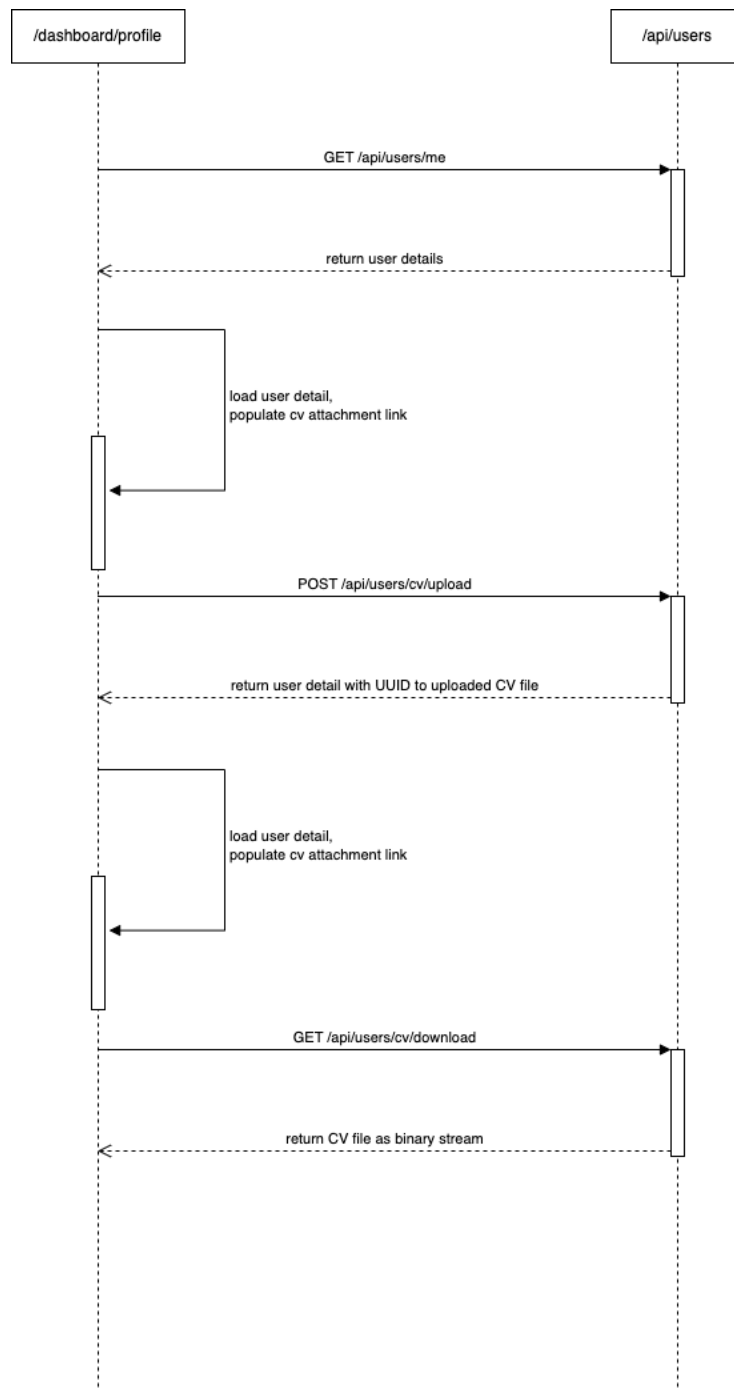 /dashboard/profile
/api/users
GET /api/users/me
return user details
load user detail,
populate cv attachment link
POST /api/users/cv/upload
return user detail with UUID to uploaded CV file
load user detail,
populate cv attachment link
GET /api/users/cv/download
return CV file as binary stream